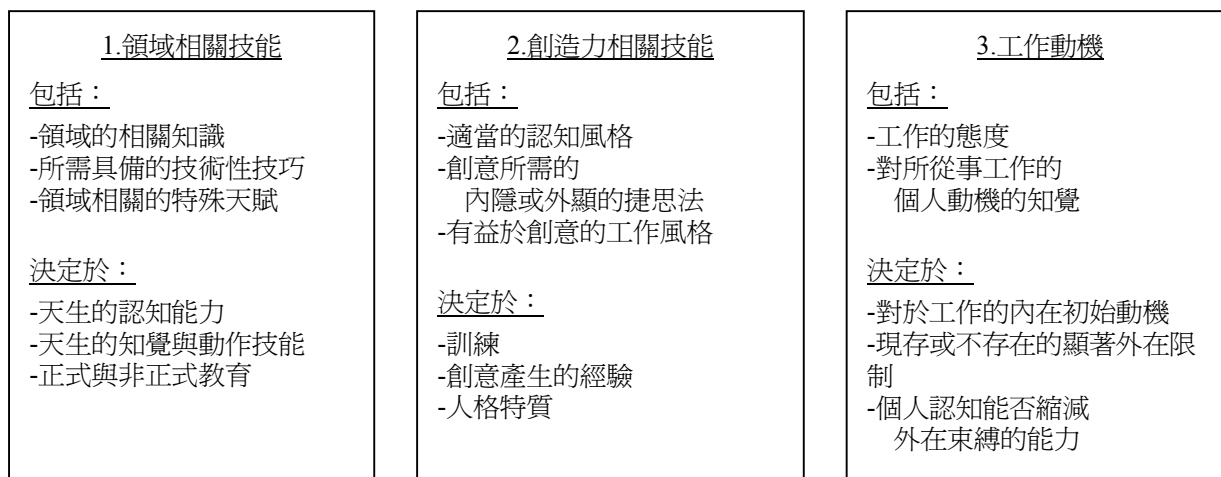 1.領域相關技能
包括：
-領域的相關知識
-所需具備的技術性技巧
-領域相關的特殊天賦
決定於：
-天生的認知能力
-天生的知覺與動作技能
-正式與非正式教育
2.創造力相關技能
包括：
-適當的認知風格
-創意所需的
內隱或外顯的捷思法
-有益於創意的工作風格
決定於：
-訓練
-創意產生的經驗
-人格特質
3.工作動機
包括：
-工作的態度
-對所從事工作的
個人動機的知覺
決定於：
-對於工作的內在初始動機
-現存或不存在的顯著外在限
制
-個人認知能否縮減
外在束縛的能力